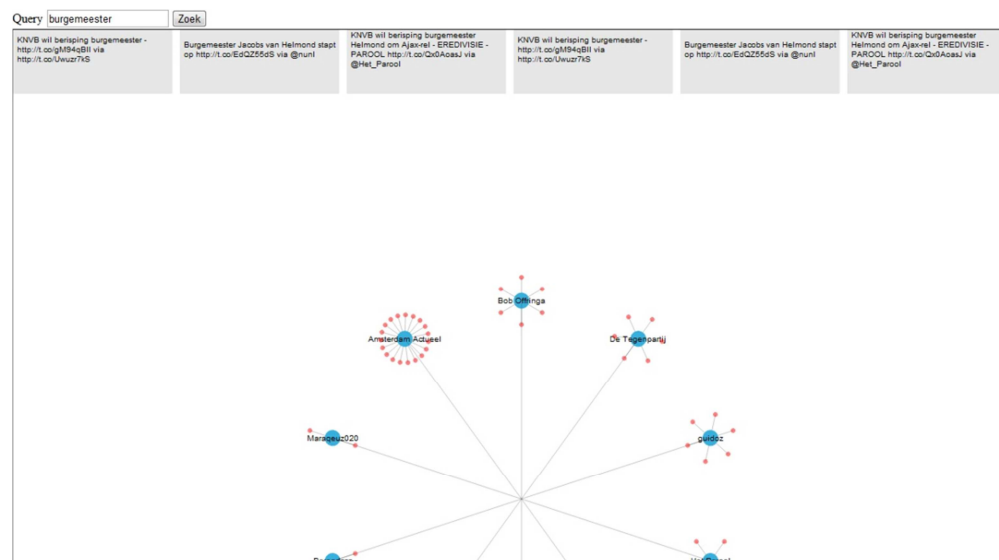 Query burgemeester Zoek
KNVB wil berisping burgemeester -
http://t.co/gM94qBII via
http://t.co/Uwuzr7kS
Burgemeester Jacobs van Helmond stapt
op http://t.co/EdQZ55dS via @nunl
KNVB wil berisping burgemeester
Helmond om Ajax-rel - EREDIVISIE -
PAROOL http://t.co/Qx0AoasJ via
@Het_Parool
KNVB wil berisping burgemeester -
http://t.co/gM94qBII via
http://t.co/Uwuzr7kS
Burgemeester Jacobs van Helmond stapt
op http://t.co/EdQZ55dS via @nunl
KNVB wil berisping burgemeester
Helmond om Ajax-rel - EREDIVISIE -
PAROOL http://t.co/Qx0AoasJ via
@Het_Parool
Bob Offringa
Amsterdam Actueel
De Tegenpartij
Maraqeuz020
guidoz